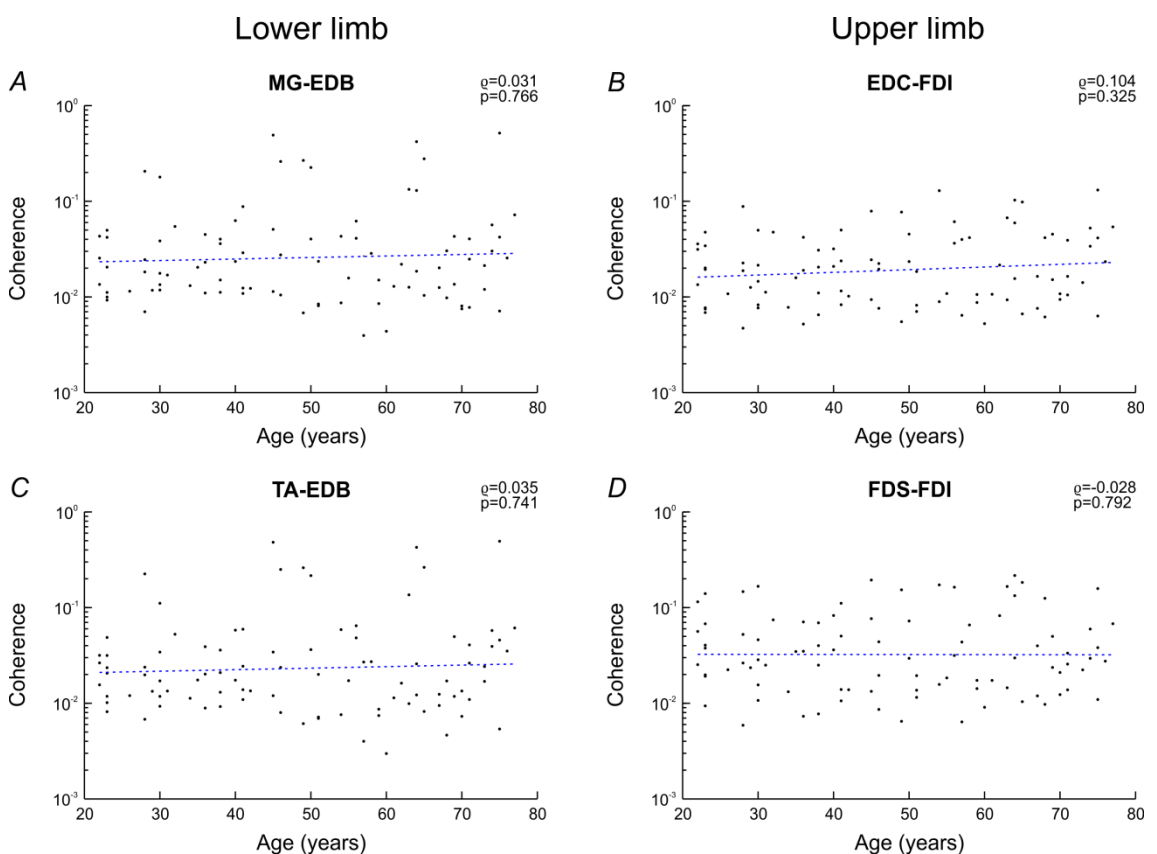 Lower limb
Upper limb
A
MG-EDB
ϱ=0.031
p=0.766
10⁰
10⁻¹
10⁻²
10⁻³
Coherence
20 30 40 50 60 70 80
Age (years)
B
EDC-FDI
ϱ=0.104
p=0.325
10⁰
10⁻¹
10⁻²
10⁻³
Coherence
20 30 40 50 60 70 80
Age (years)
C
TA-EDB
ϱ=0.035
p=0.741
10⁰
10⁻¹
10⁻²
10⁻³
Coherence
20 30 40 50 60 70 80
Age (years)
D
FDS-FDI
ϱ=-0.028
p=0.792
10⁰
10⁻¹
10⁻²
10⁻³
Coherence
20 30 40 50 60 70 80
Age (years)